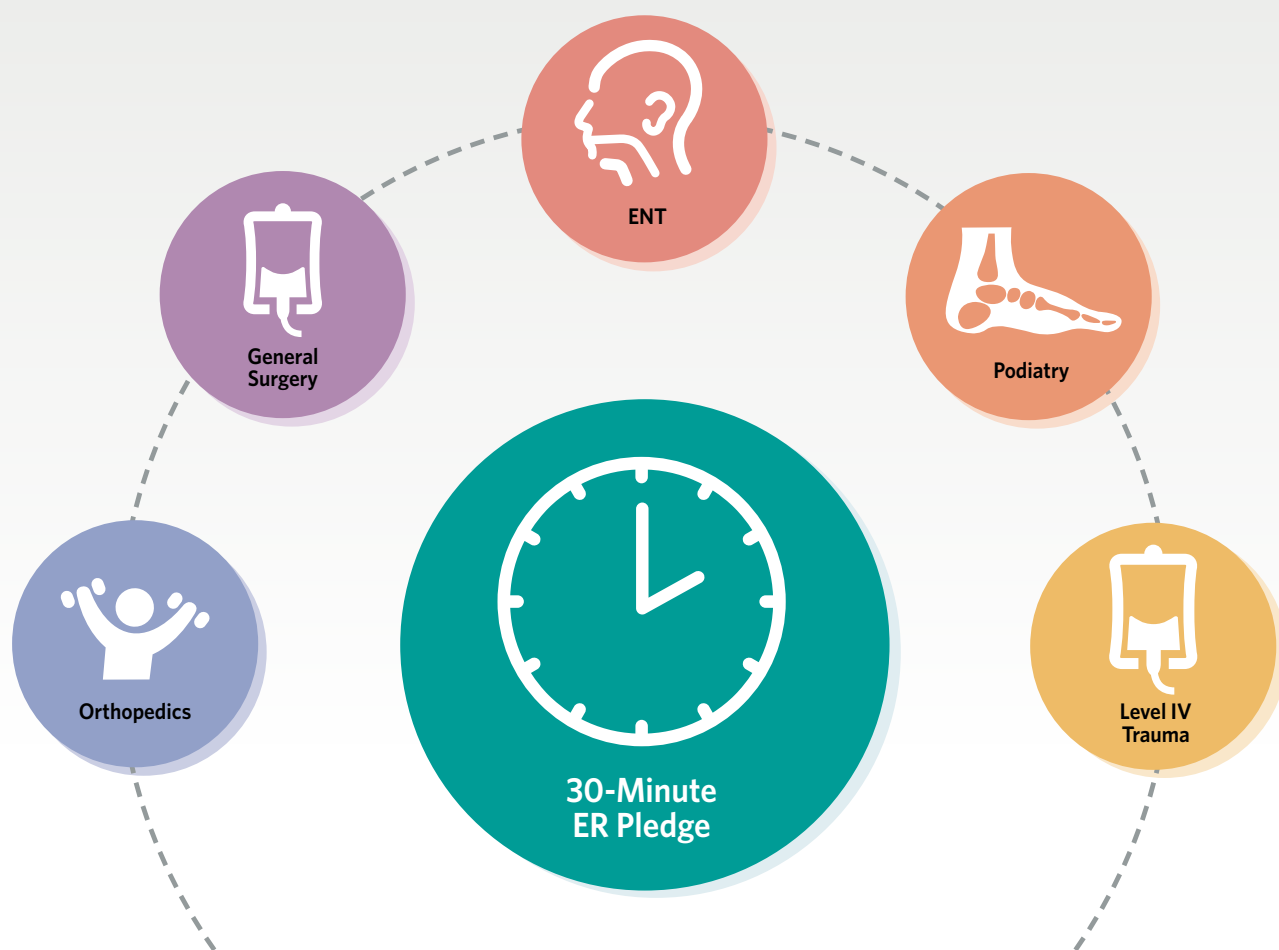 ENT
General
Surgery
Podiatry
Orthopedics
Level IV
Trauma
30-Minute
ER Pledge